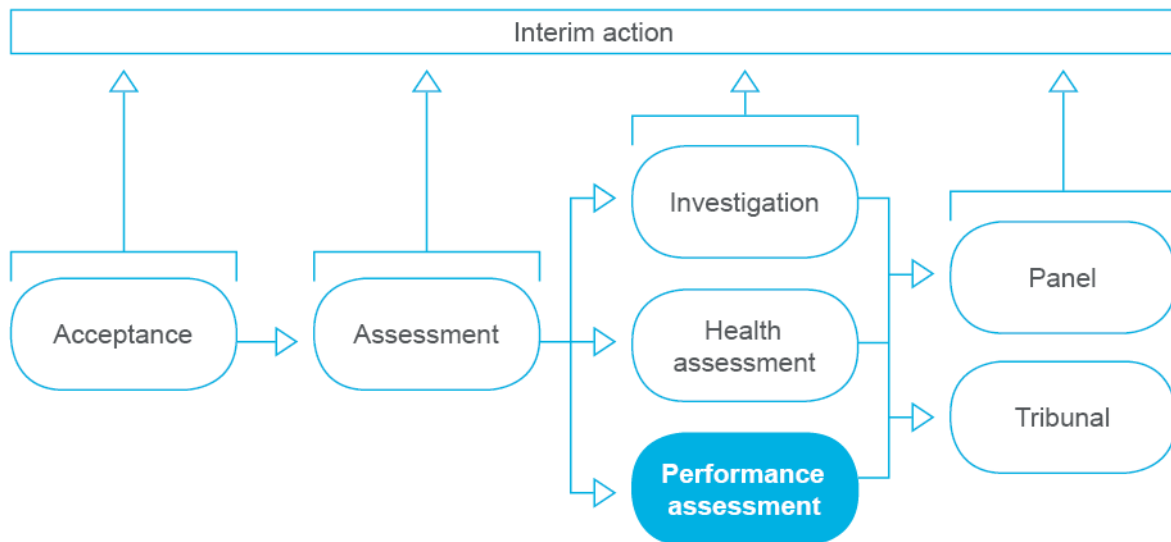 Interim action
Acceptance
Assessment
Investigation
Health
assessment
Performance
assessment
Panel
Tribunal